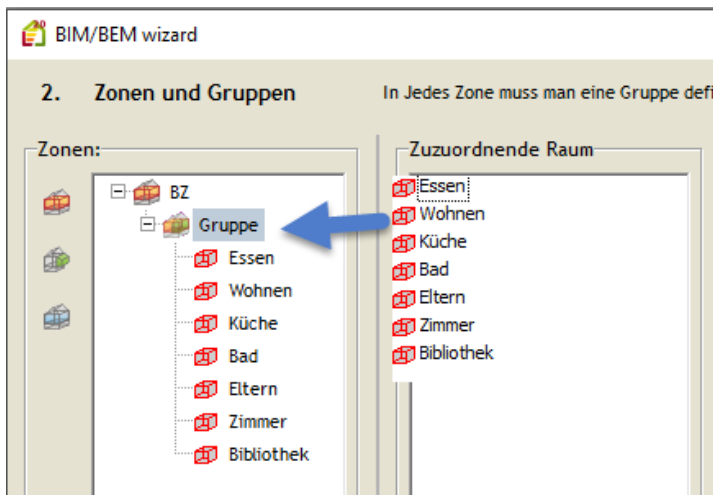 BIM/BEM wizard
2. Zonen und Gruppen
In Jedes Zone muss man eine Gruppe defi
Zonen:
BZ
Gruppe
Essen
Wohnen
Küche
Bad
Eltern
Zimmer
Bibliothek
Zuzuordnende Raum
Essen
Wohnen
Küche
Bad
Eltern
Zimmer
Bibliothek